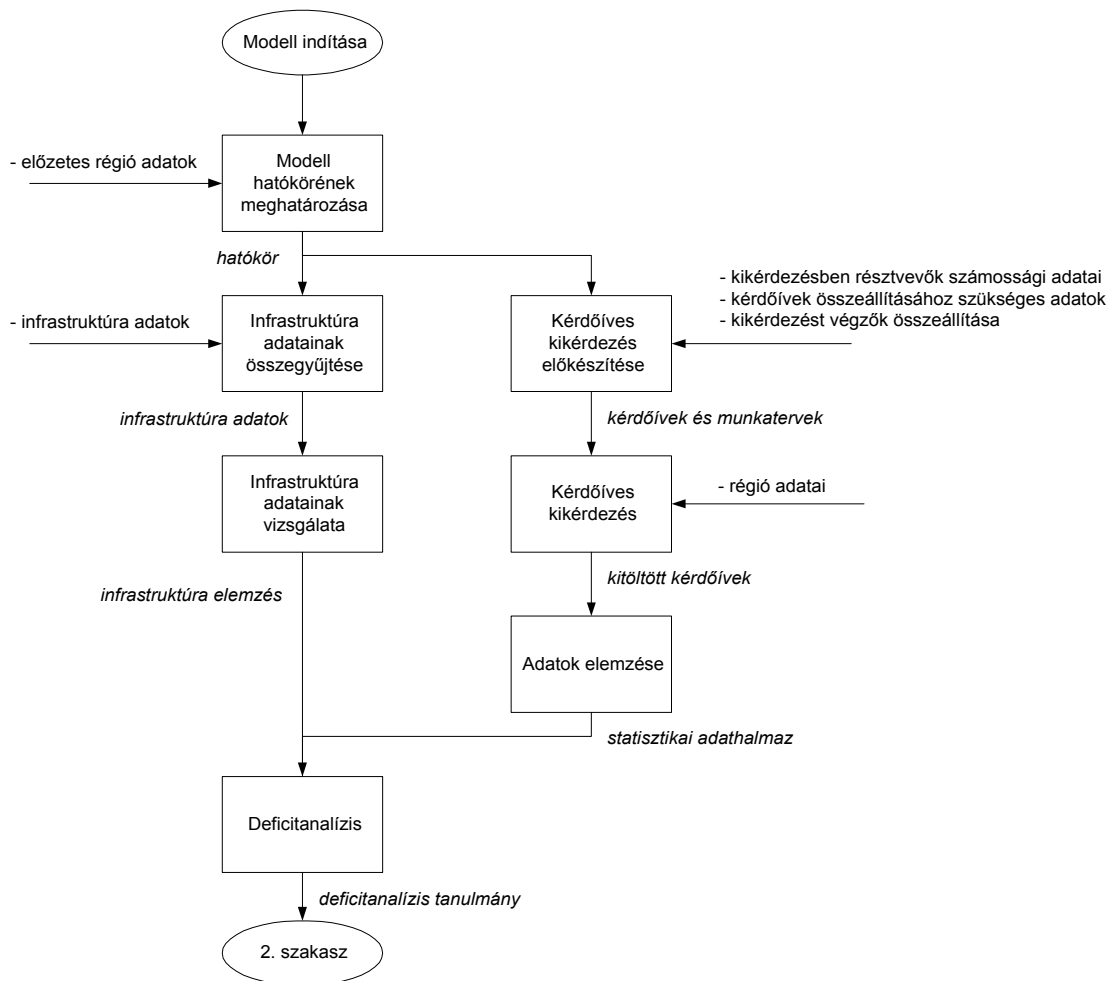 Modell indítása
- előzetes régió adatok
Modell
hatókörének
meghatározása
hatókör
- kikérdezésben résztvevők számossági adatai
- kérdőívek összeállításához szükséges adatok
- kikérdezést végzők összeállítása
- infrastruktúra adatok
Infrastruktúra
adatainak
összegyűjtése
Kérdőíves
kikérdezés
előkészítése
infrastruktúra adatok
kérdőívek és munkatervek
Infrastruktúra
adatainak
vizsgálata
Kérdőíves
kikérdezés
- régió adatai
infrastruktúra elemzés
kitöltött kérdőívek
Adatok elemzése
statisztikai adathalmaz
Deficitanalízis
deficitanalízis tanulmány
2. szakasz